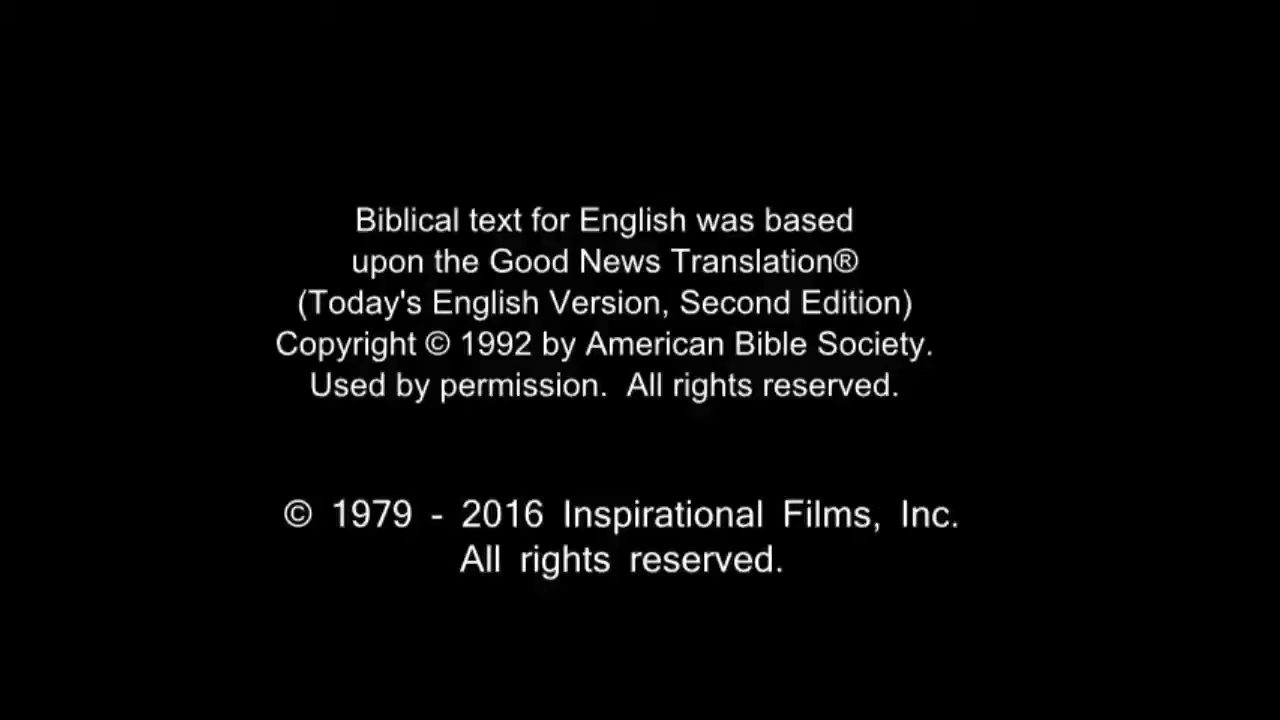 Biblical text for English was based
upon the Good News Translation®
(Today's English Version, Second Edition)
Copyright © 1992 by American Bible Society.
Used by permission.  All rights reserved.
© 1979 - 2016 Inspirational Films, Inc.
All rights reserved.